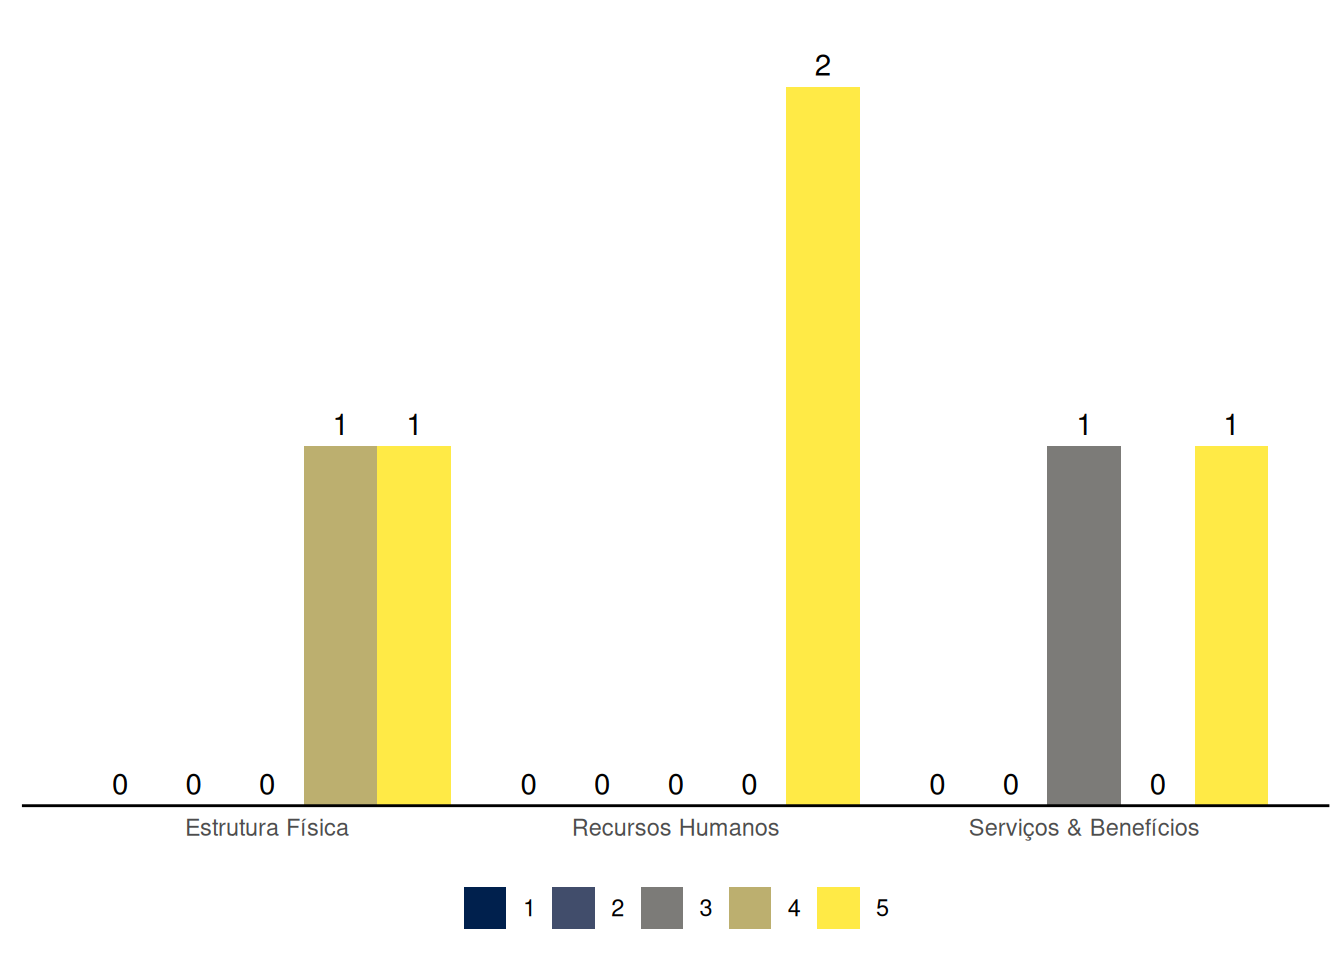 2
1 1 1 1
0 0 0 0 0 0 0 0 0 0
Estrutura Física Recursos Humanos Serviços & Benefícios
1 2 3 4 5